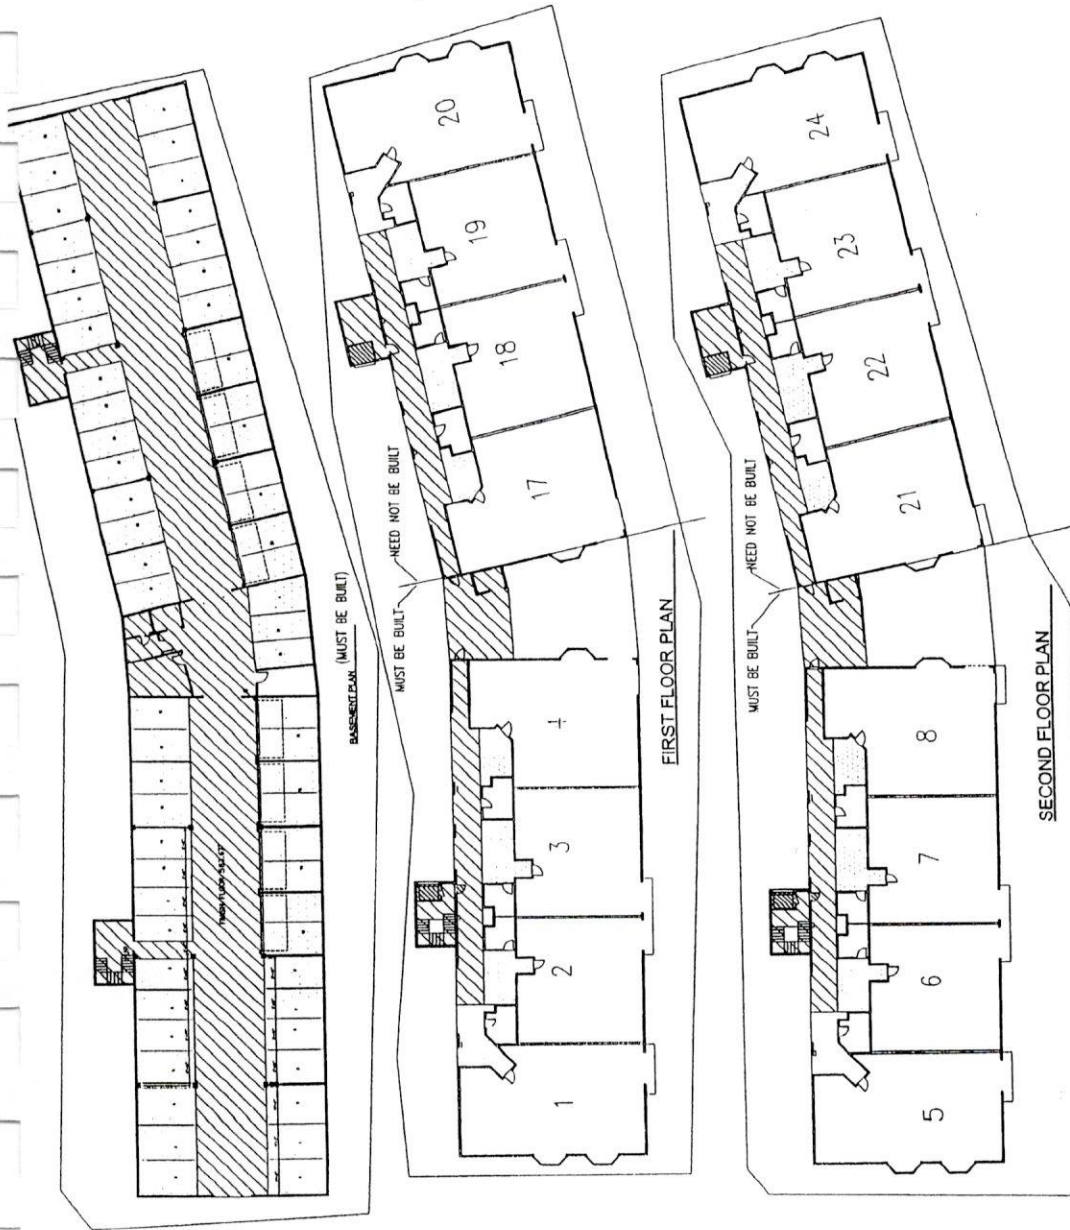 (MUST BE BUILT)
BASEMENT PLAN
20
19
18
17
NEED NOT BE BUILT
MUST BE BUILT
4
3
2
1
FIRST FLOOR PLAN
24
23
22
21
NEED NOT BE BUILT
MUST BE BUILT
8
7
6
5
SECOND FLOOR PLAN